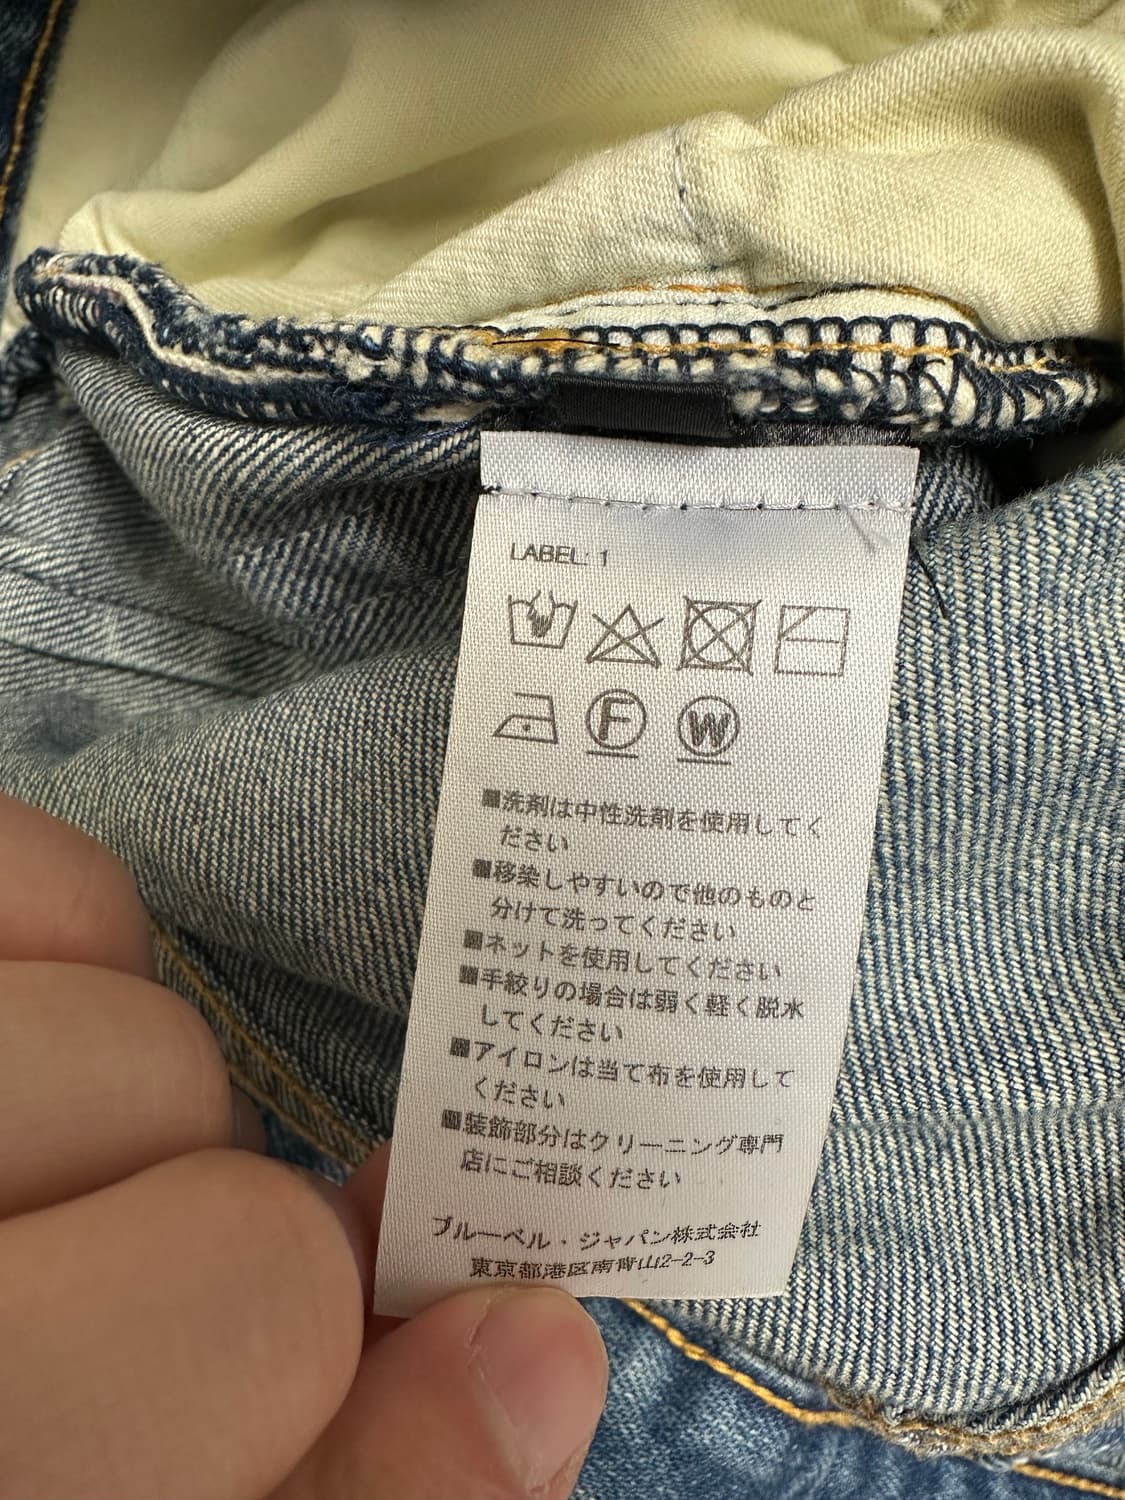 LABEL: 1
F W
■洗剤は中性洗剤を使用してく
ださい
■移染しやすいので他のものと
分けて洗ってください
■ネットを使用してください
■手絞りの場合は弱く軽く脱水
してください
■アイロンは当て布を使用して
ください
■装飾部分はクリーニング専門
店にご相談ください
ブルーベル・ジャパン株式会社
東京都港区南青山2-2-3